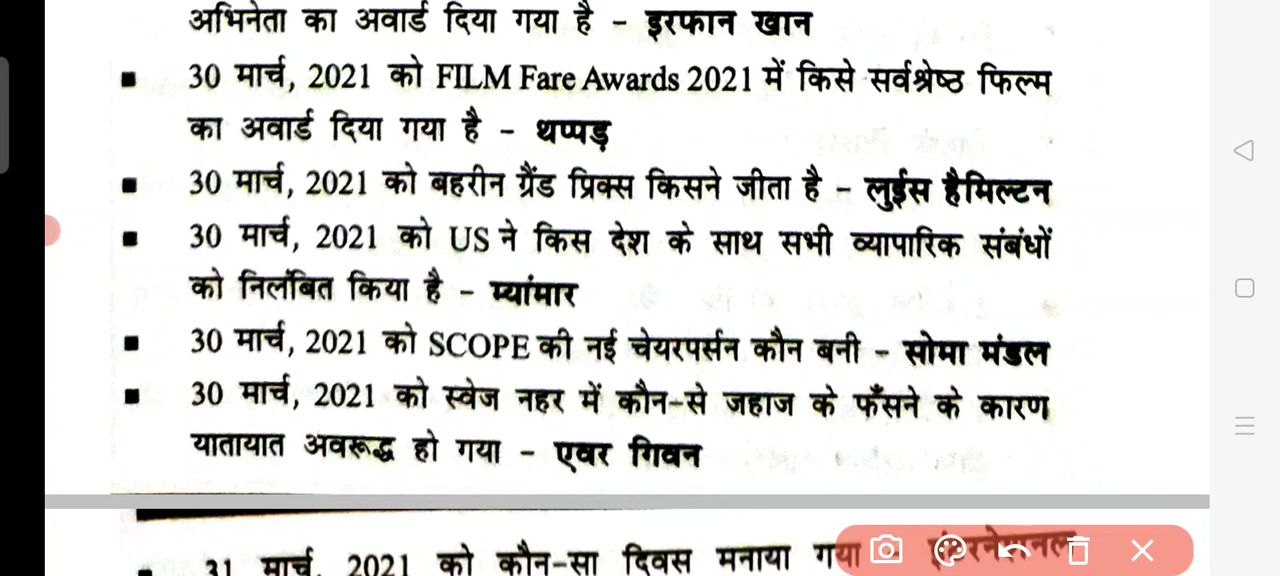 अभिनेता का अवार्ड दिया गया है - इरफान खान
▪ 30 मार्च, 2021 को FILM Fare Awards 2021 में किसे सर्वश्रेष्ठ फिल्म
का अवार्ड दिया गया है - थप्पड़
▪ 30 मार्च, 2021 को बहरीन ग्रैंड प्रिक्स किसने जीता है - लुईस हैमिल्टन
▪ 30 मार्च, 2021 को US ने किस देश के साथ सभी व्यापारिक संबंधों
को निलंबित किया है - म्यांमार
▪ 30 मार्च, 2021 को SCOPE की नई चेयरपर्सन कौन बनी - सोमा मंडल
▪ 30 मार्च, 2021 को स्वेज नहर में कौन-से जहाज के फँसने के कारण
यातायात अवरूद्ध हो गया - एवर गिवन
▪ 31 मार्च, 2021 को कौन-सा दिवस मनाया गया - इंटरनेशनल